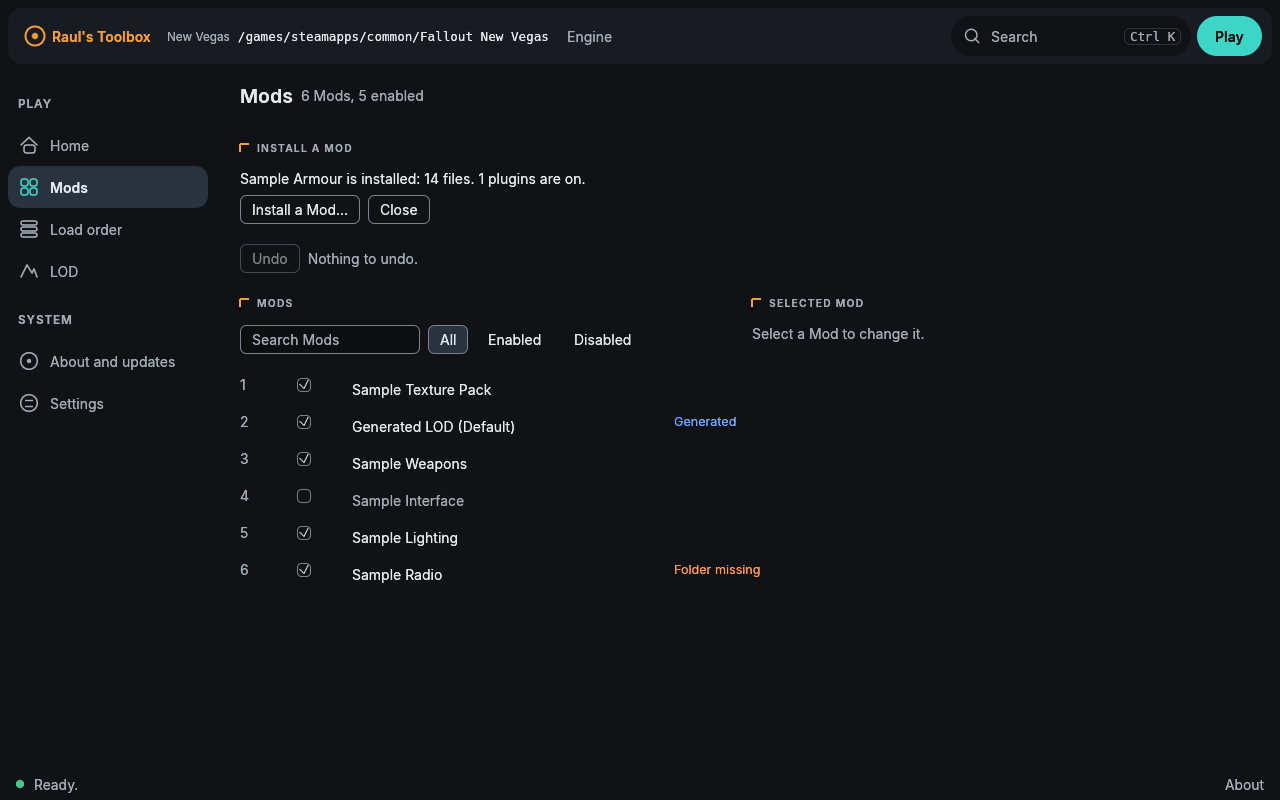 Raul's Toolbox New Vegas /games/steamapps/common/Fallout New Vegas Engine Search Ctrl K Play
PLAY
Home
Mods
Load order
LOD
SYSTEM
About and updates
Settings
Mods 6 Mods, 5 enabled
INSTALL A MOD
Sample Armour is installed: 14 files. 1 plugins are on.
Install a Mod... Close
Undo Nothing to undo.
MODS
Search Mods All Enabled Disabled
1 Sample Texture Pack
2 Generated LOD (Default) Generated
3 Sample Weapons
4 Sample Interface
5 Sample Lighting
6 Sample Radio Folder missing
SELECTED MOD
Select a Mod to change it.
Ready. About